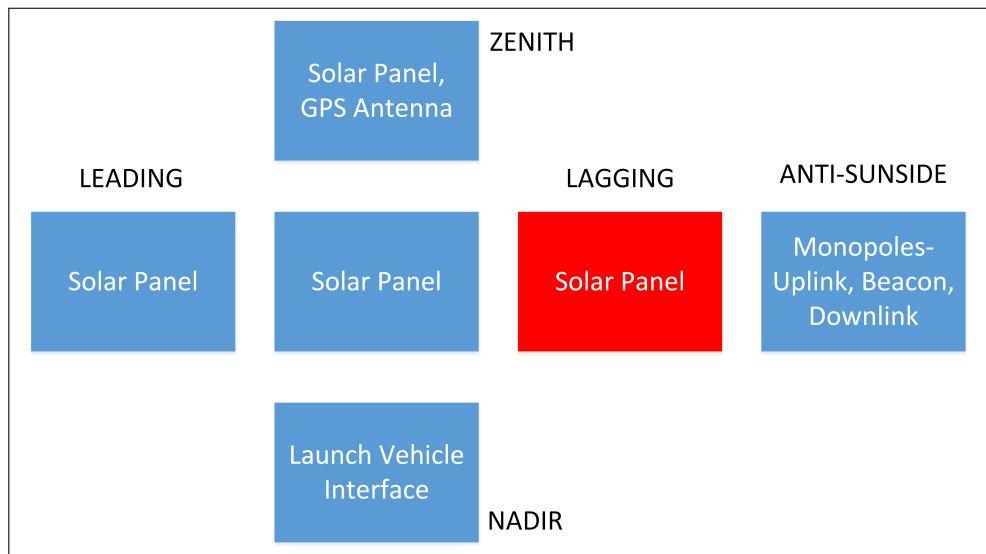 ZENITH
Solar Panel,
GPS Antenna
LEADING
LAGGING
ANTI-SUNSIDE
Solar Panel
Solar Panel
Solar Panel
Monopoles-
Uplink, Beacon,
Downlink
Launch Vehicle
Interface
NADIR